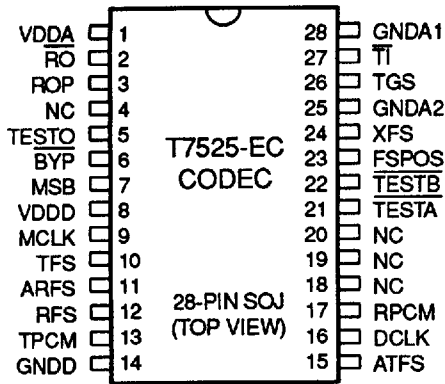 VDDA 1
RO 2
ROP 3
NC 4
TESTO 5
BYP 6
MSB 7
VDDD 8
MCLK 9
TFS 10
ARFS 11
RFS 12
TPCM 13
GNDD 14
T7525-EC
CODEC
28-PIN SOJ
(TOP VIEW)
28 GNDA1
27 TI
26 TGS
25 GNDA2
24 XFS
23 FSPOS
22 TESTB
21 TESTA
20 NC
19 NC
18 NC
17 RPCM
16 DCLK
15 ATFS